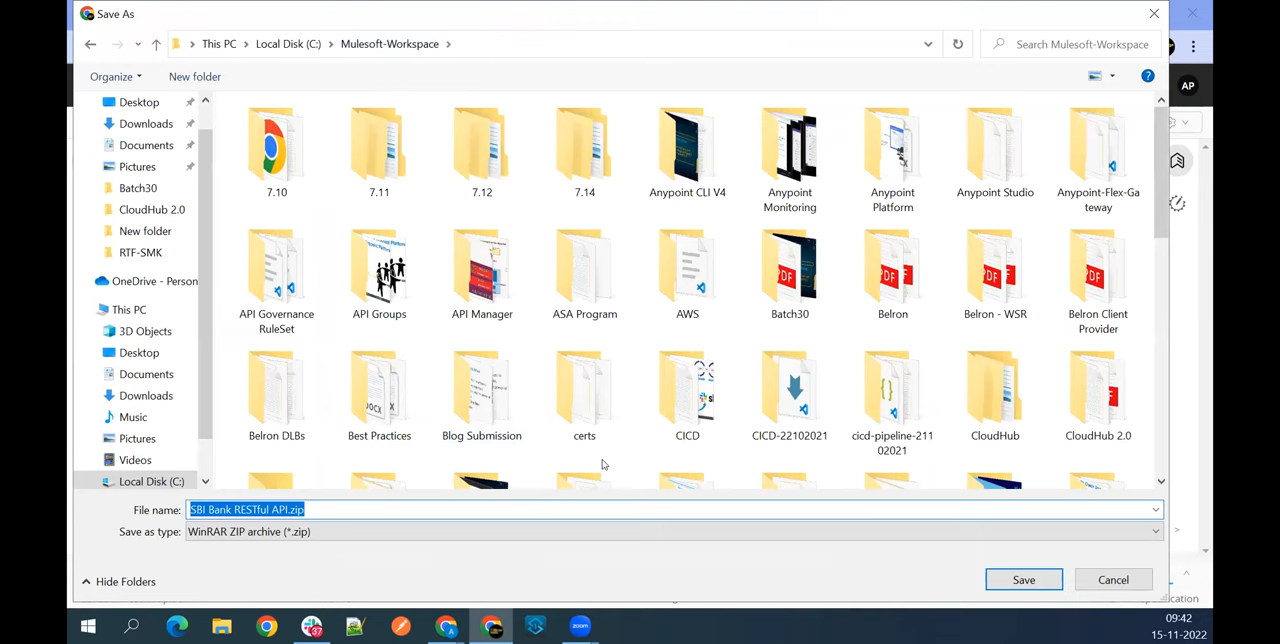 Save As
This PC
Local Disk (C:)
Mulesoft-Workspace
Search Mulesoft-Workspace
Organize
New folder
AP
Desktop
Downloads
Documents
Pictures
Batch30
CloudHub 2.0
New folder
RTF-SMK
OneDrive - Person
This PC
3D Objects
Desktop
Documents
Downloads
Music
Pictures
Videos
Local Disk (C:)
7.10
7.11
7.12
7.14
Anypoint CLI V4
Anypoint
Monitoring
Anypoint
Platform
Anypoint Studio
Anypoint-Flex-Ga
teway
API Governance
RuleSet
API Groups
API Manager
ASA Program
AWS
Batch30
Belron
Belron - WSR
Belron Client
Provider
Belron DLBs
Best Practices
Blog Submission
certs
CICD
CICD-22102021
cicd-pipeline-211
02021
CloudHub
CloudHub 2.0
File name:
SBI Bank RESTful API.zip
Save as type:
WinRAR ZIP archive (*.zip)
Hide Folders
Save
Cancel
37
zoom
09:42
15-11-2022